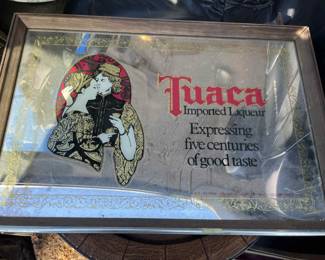 Tuaca
Imported Liqueur
Expressing
five centuries
of good taste